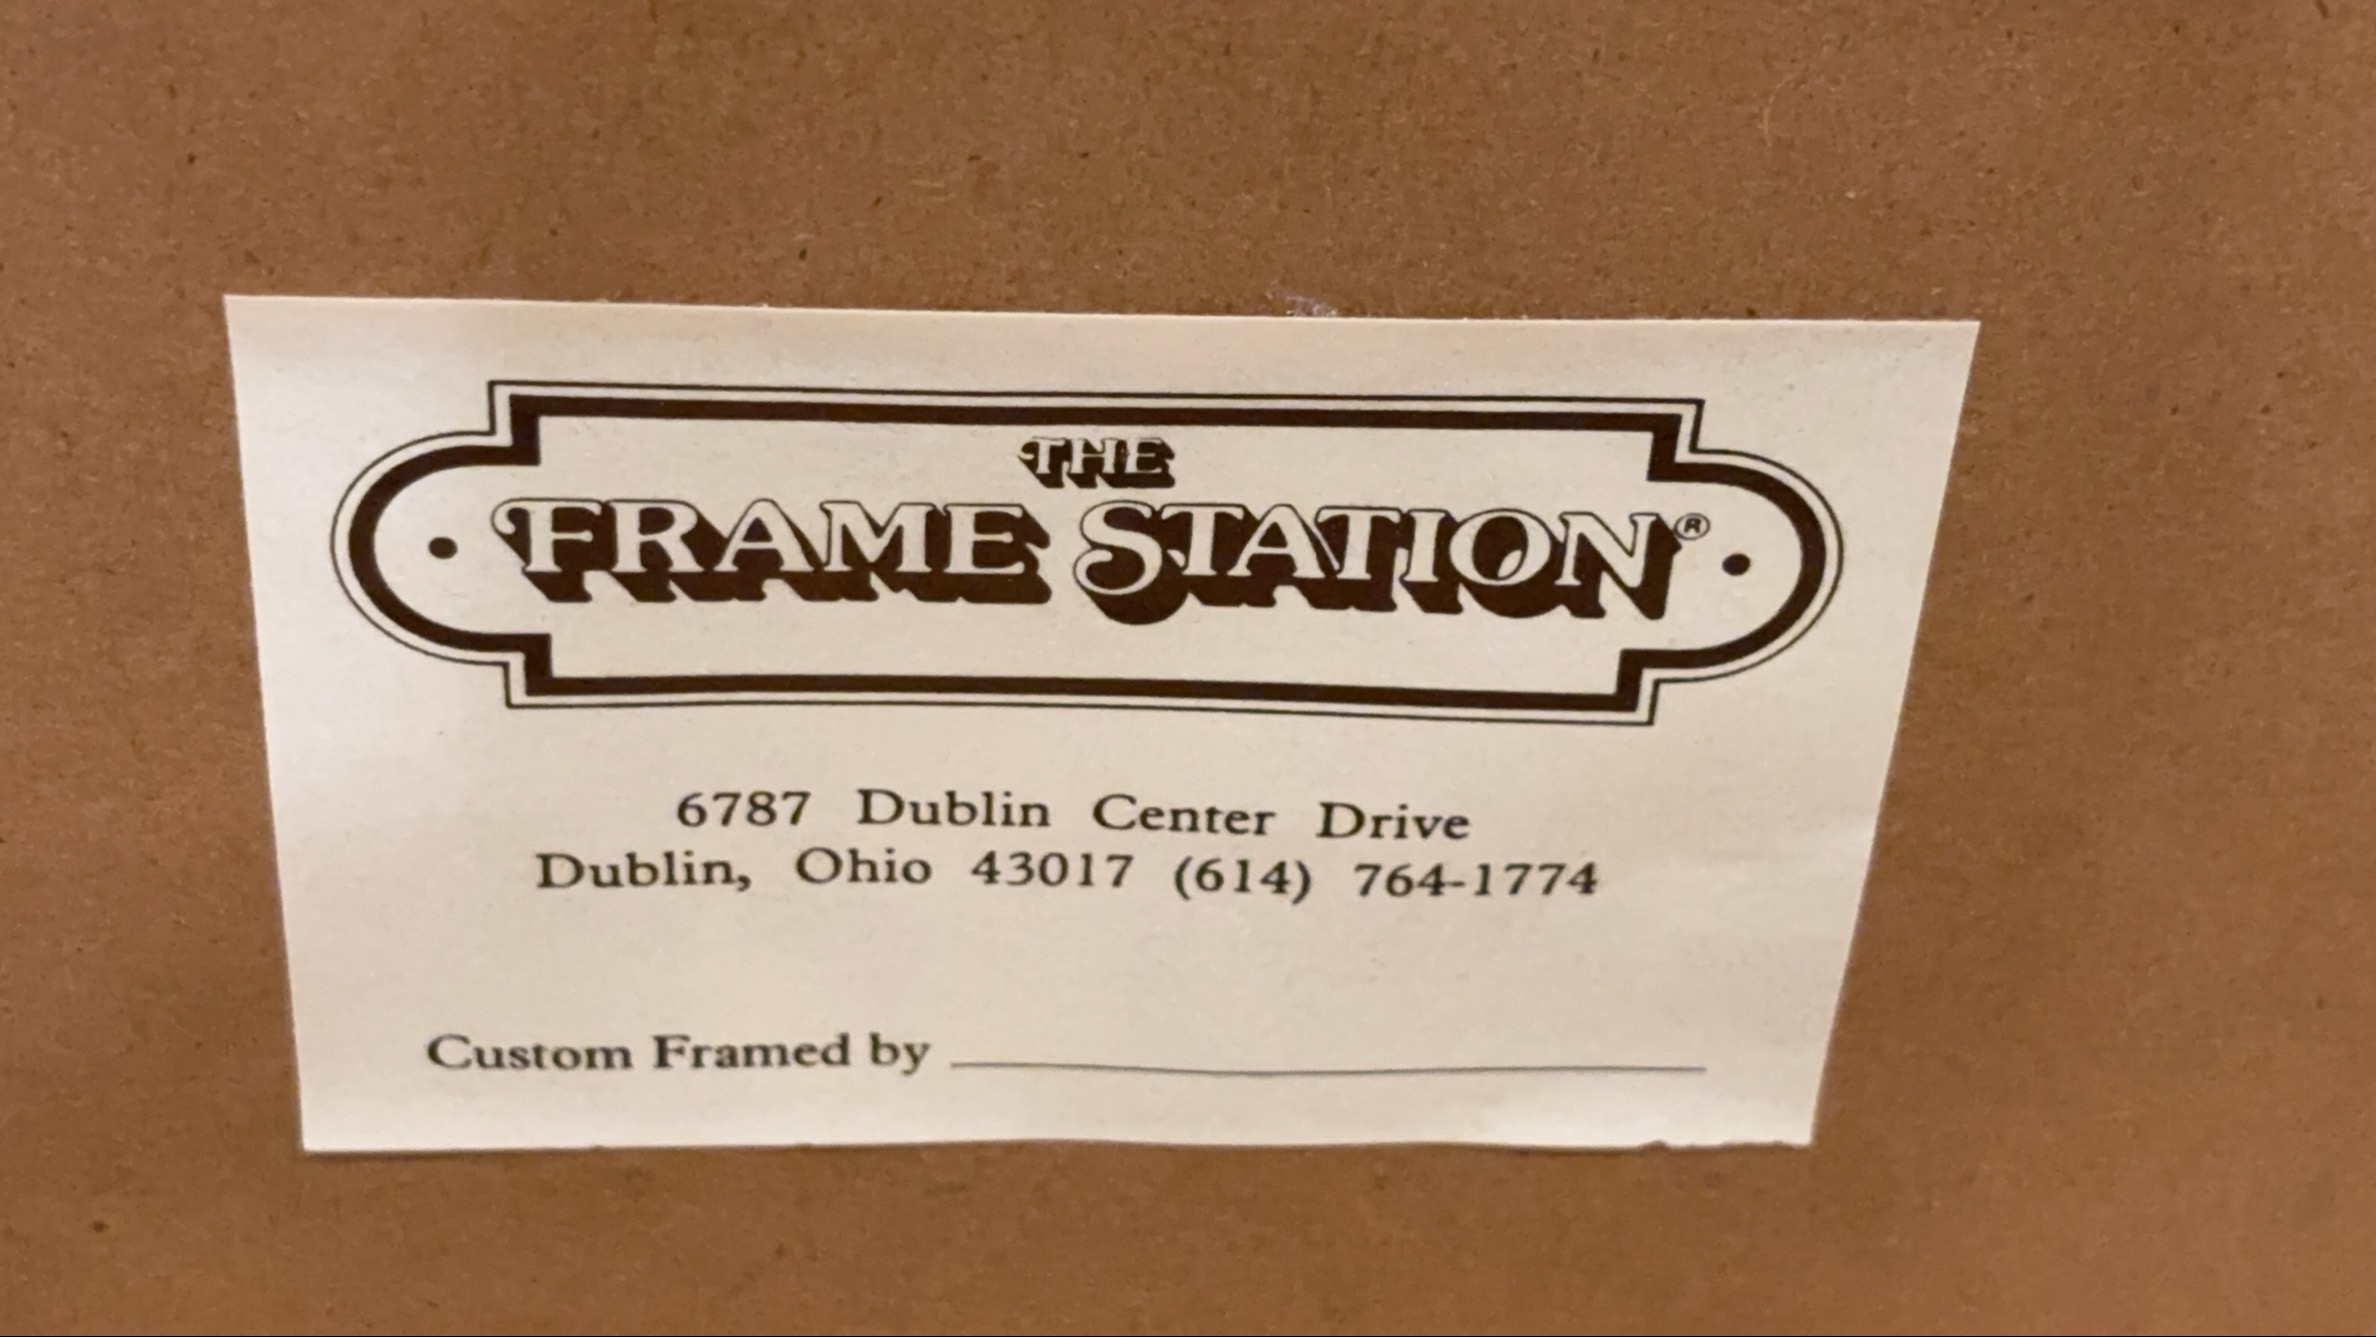 THE
FRAME STATION®
6787 Dublin Center Drive
Dublin, Ohio 43017 (614) 764-1774
Custom Framed by